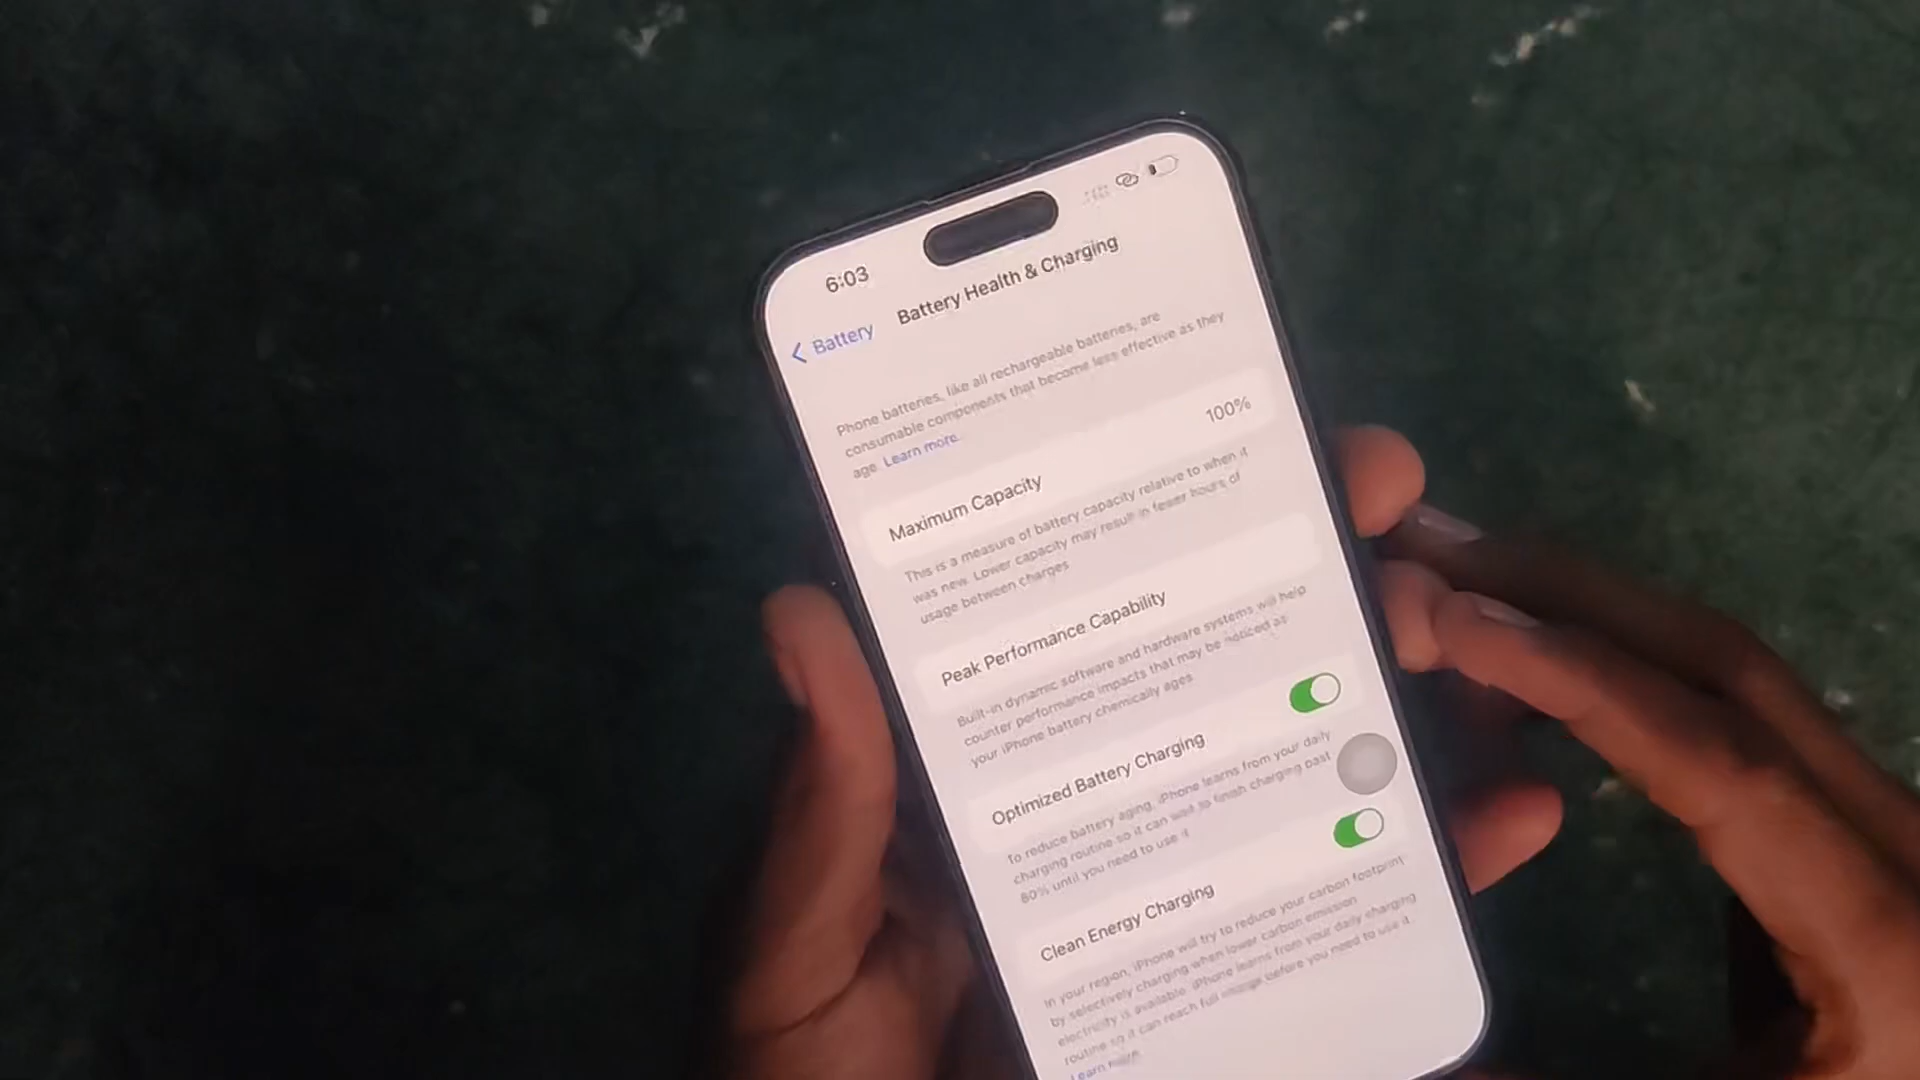 6:03
Battery
Battery Health & Charging
Phone batteries, like all rechargeable batteries, are
consumable components that become less effective as they
age. Learn more.
Maximum Capacity
100%
This is a measure of battery capacity relative to when it
was new. Lower capacity may result in fewer hours of
usage between charges
Peak Performance Capability
Built-in dynamic software and hardware systems will help
counter performance impacts that may be noticed as
your iPhone battery chemically ages
Optimized Battery Charging
To reduce battery aging, iPhone learns from your daily
charging routine so it can wait to finish charging past
80% until you need to use it
Clean Energy Charging
In your region, iPhone will try to reduce your carbon footprint
by selectively charging when lower carbon emission
electricity is available. iPhone learns from your daily charging
routine so it can reach full charge before you need to use it.
Learn more.